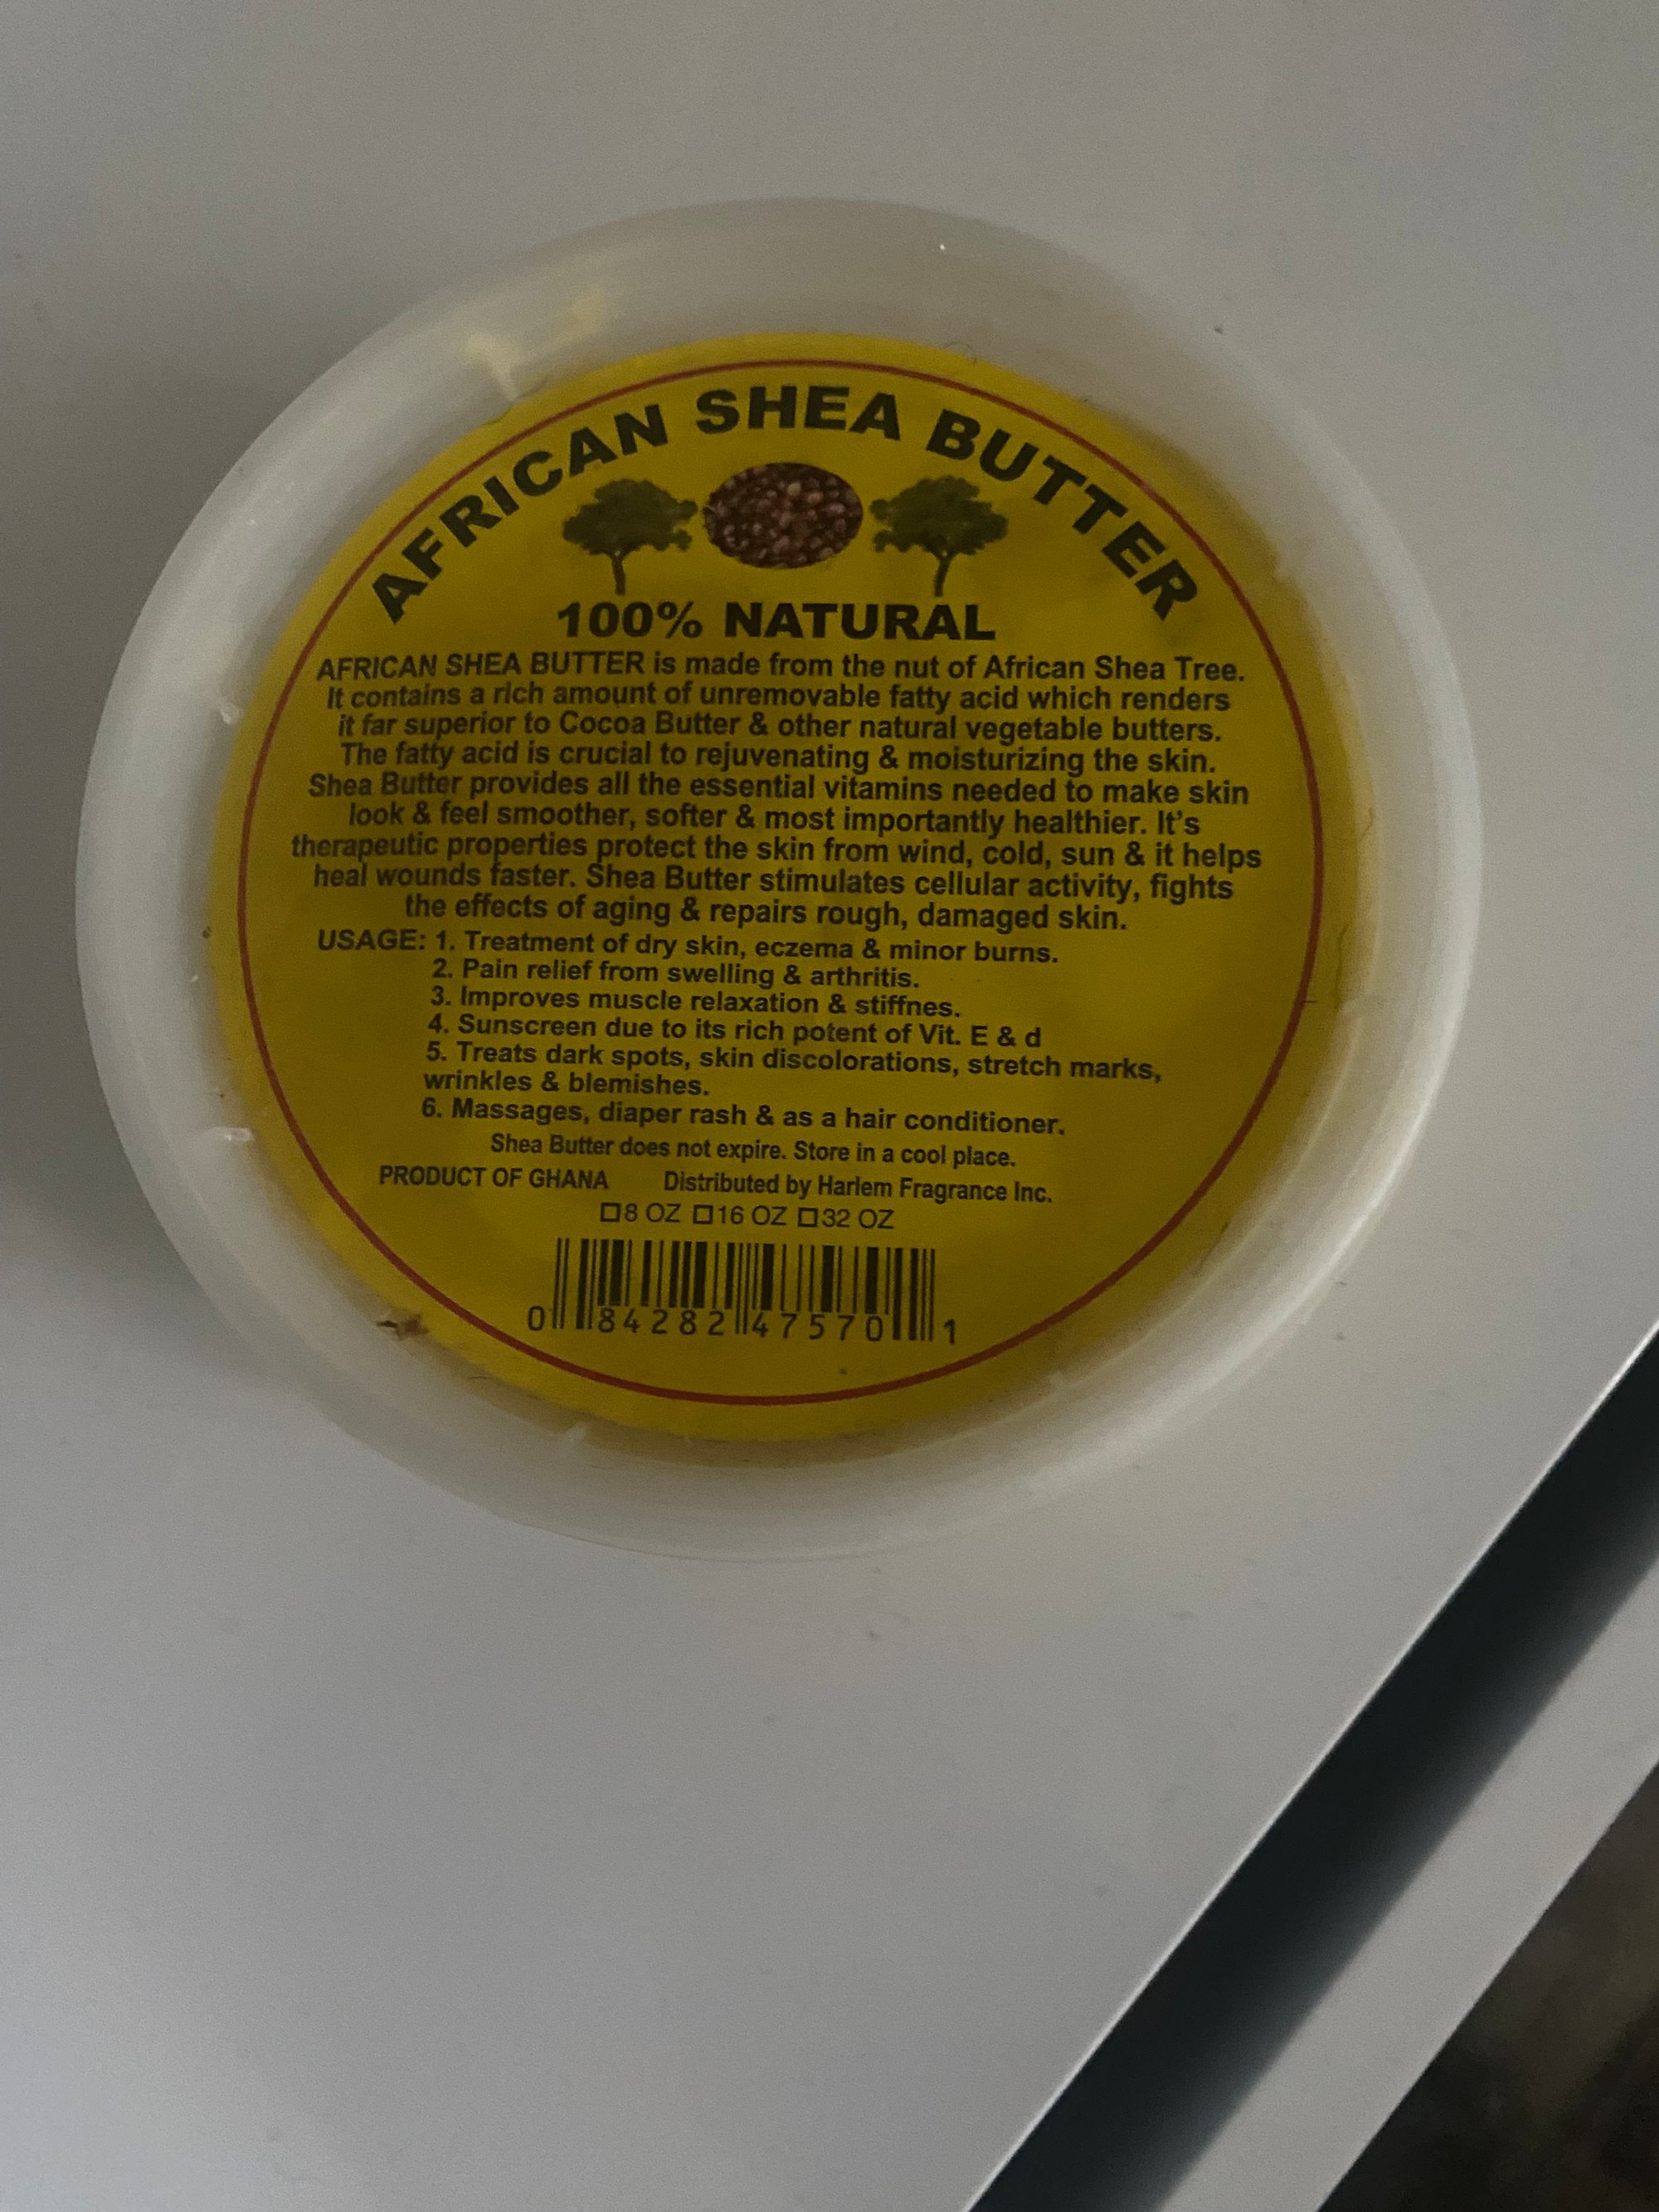 AFRICAN SHEA BUTTER
100% NATURAL
AFRICAN SHEA BUTTER is made from the nut of African Shea Tree.
It contains a rich amount of unremovable fatty acid which renders
it far superior to Cocoa Butter & other natural vegetable butters.
The fatty acid is crucial to rejuvenating & moisturizing the skin.
Shea Butter provides all the essential vitamins needed to make skin
look & feel smoother, softer & most importantly healthier. It's
therapeutic properties protect the skin from wind, cold, sun & it helps
heal wounds faster. Shea Butter stimulates cellular activity, fights
the effects of aging & repairs rough, damaged skin.
USAGE: 1. Treatment of dry skin, eczema & minor burns.
2. Pain relief from swelling & arthritis.
3. Improves muscle relaxation & stiffnes.
4. Sunscreen due to its rich potent of Vit. E & d
5. Treats dark spots, skin discolorations, stretch marks,
wrinkles & blemishes.
6. Massages, diaper rash & as a hair conditioner.
Shea Butter does not expire. Store in a cool place.
PRODUCT OF GHANA Distributed by Harlem Fragrance Inc.
☐8 OZ ☐16 OZ ☐32 OZ
0 84282 47570 1